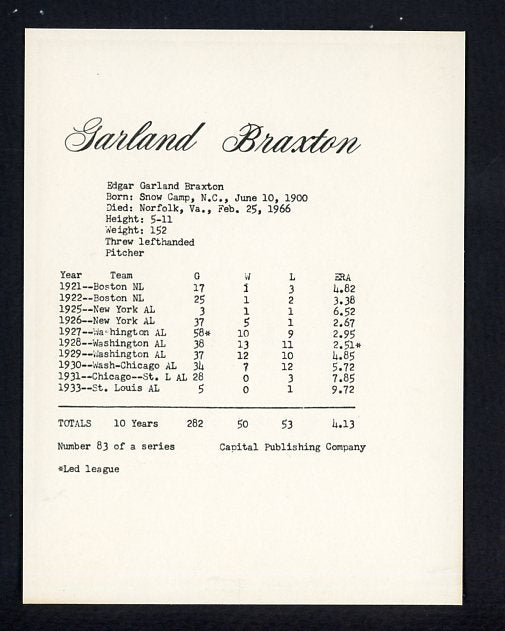 Garland Braxton
Edgar Garland Braxton
Born: Snow Camp, N.C., June 10, 1900
Died: Norfolk, Va., Feb. 25, 1966
Height: 5-11
Weight: 152
Threw lefthanded
Pitcher
Year Team G W L ERA
1921--Boston NL 17 1 3 4.82
1922--Boston NL 25 1 2 3.38
1925--New York AL 3 1 1 6.52
1926--New York AL 37 5 1 2.67
1927--Washington AL 58* 10 9 2.95
1928--Washington AL 38 13 11 2.51*
1929--Washington AL 37 12 10 4.85
1930--Wash-Chicago AL 34 7 12 5.72
1931--Chicago--St. L AL 28 0 3 7.85
1933--St. Louis AL 5 0 1 9.72
TOTALS 10 Years 282 50 53 4.13
Number 83 of a series Capital Publishing Company
*Led league